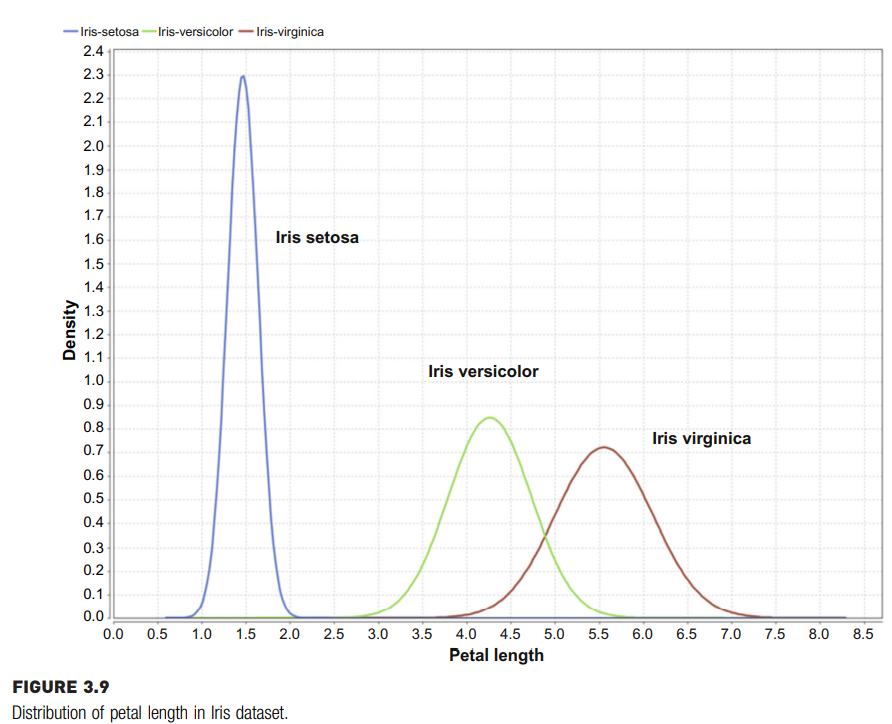 Iris-setosa Iris-versicolor Iris-virginica
2.4
2.3
2.2
2.1
2.0
1.9
1.8
1.7
1.6
1.5
1.4
1.3
1.2
1.1
1.0
0.9
0.8
0.7
0.6
0.5
0.4
0.3
0.2
0.1
0.0
Density
Iris setosa
Iris versicolor
Iris virginica
0.0 0.5 1.0 1.5 2.0 2.5 3.0 3.5 4.0 4.5 5.0 5.5 6.0 6.5 7.0 7.5 8.0 8.5
Petal length
FIGURE 3.9
Distribution of petal length in Iris dataset.